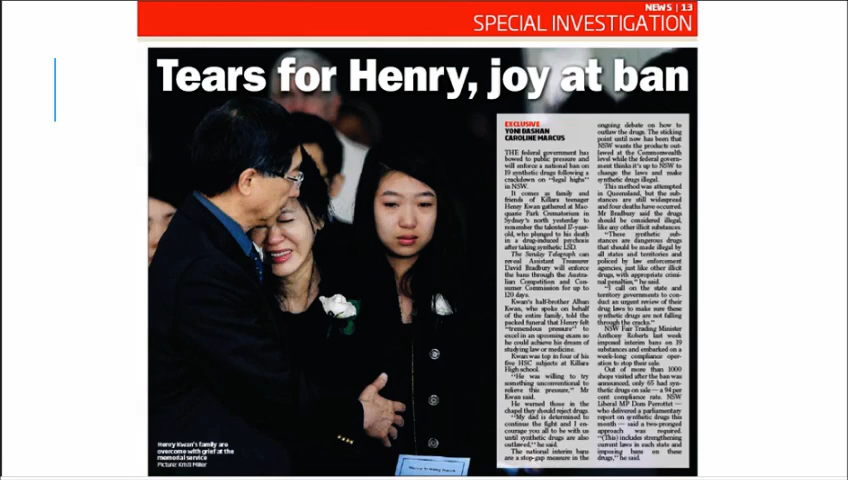 NEWS | 13
SPECIAL INVESTIGATION
Tears for Henry, joy at ban
EXCLUSIVE
YONI BASHAN
CAROLINE MARCUS
THE federal government has
bowed to public pressure and
will enforce a national ban on
19 synthetic drugs following a
crackdown on "legal highs"
in NSW.
It comes as family and
friends of Killara teenager
Henry Kwan gathered at Mac-
quarie Park Crematorium in
Sydney's north yesterday to
remember the talented 17-year-
old, who plunged to his death
in a drug-induced psychosis
after taking synthetic LSD.
The Sunday Telegraph can
reveal Assistant Treasurer
David Bradbury will enforce
the bans through the Austra-
lian Competition and Con-
sumer Commission for up to
120 days.
Kwan's half-brother Alban
Kwan, who spoke on behalf
of the entire family, told the
packed funeral that Henry felt
"tremendous pressure" to
excel in an upcoming exam so
he could achieve his dream of
studying law or medicine.
Kwan was top in four of his
five HSC subjects at Killara
High school.
"He was willing to try
something unconventional to
relieve this pressure," Mr
Kwan said.
He warned those in the
chapel they should reject drugs.
"My dad is determined to
continue the fight and I en-
courage you all to be with us
until synthetic drugs are also
outlawed," he said.
The national interim bans
are a stop-gap measure in the
ongoing debate on how to
outlaw the drugs. The sticking
point until now has been that
NSW wants the products out-
lawed at the Commonwealth
level while the federal govern-
ment thinks it's up to NSW to
change the laws and make
synthetic drugs illegal.
This method was attempted
in Queensland, but the sub-
stances are still widespread
and four deaths have occurred.
Mr Bradbury said the drugs
should be considered illegal,
like any other illicit substances.
"These synthetic sub-
stances are dangerous drugs
that should be made illegal by
all states and territories and
policed by law enforcement
agencies, just like other illicit
drugs, with appropriate crimi-
nal penalties," he said.
"I call on the state and
territory governments to con-
duct an urgent review of their
drug laws to make sure these
synthetic drugs are not falling
through the cracks."
NSW Fair Trading Minister
Anthony Roberts last week
imposed interim bans on 19
substances and embarked on a
week-long compliance oper-
ation to stop their sale.
Out of more than 1000
shops visited after the ban was
announced, only 65 had syn-
thetic drugs on sale — a 94 per
cent compliance rate. NSW
Liberal MP Dom Perrottet —
who delivered a parliamentary
report on synthetic drugs this
month — said a two-pronged
approach was required.
"(This) includes strengthening
current laws in each state and
imposing bans on these
drugs," he said.
Henry Kwan's family are
overcome with grief at the
memorial service
Picture: Kristi Miller